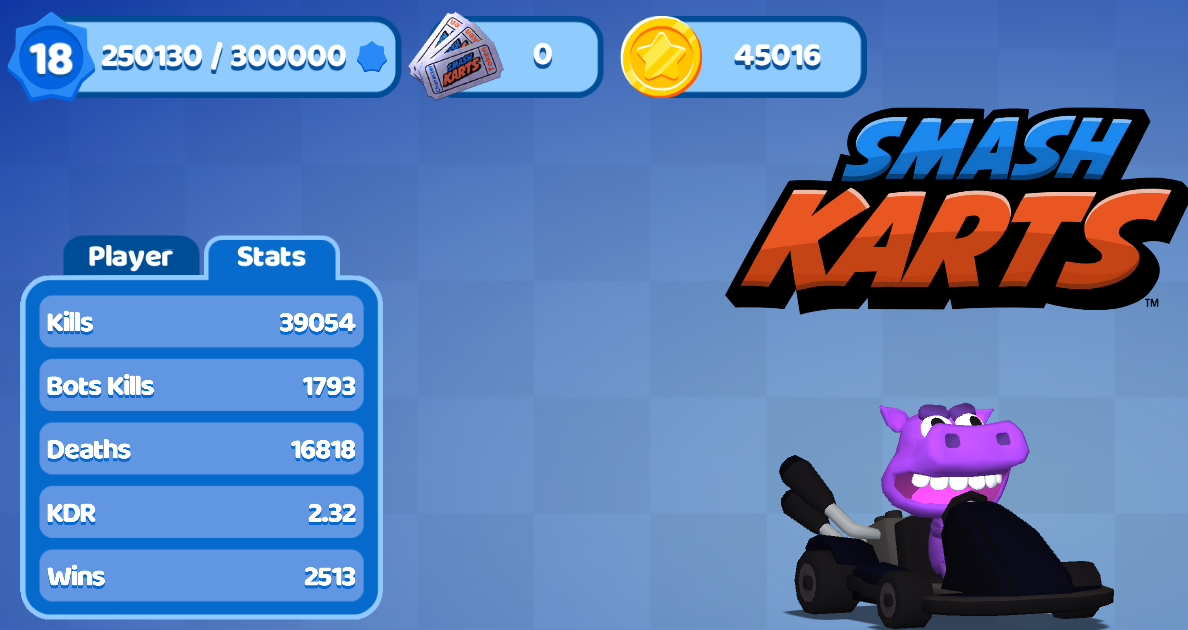 18 250130 / 300000 0 45016
SMASH
KARTS
TM
Player Stats
Kills 39054
Bots Kills 1793
Deaths 16818
KDR 2.32
Wins 2513